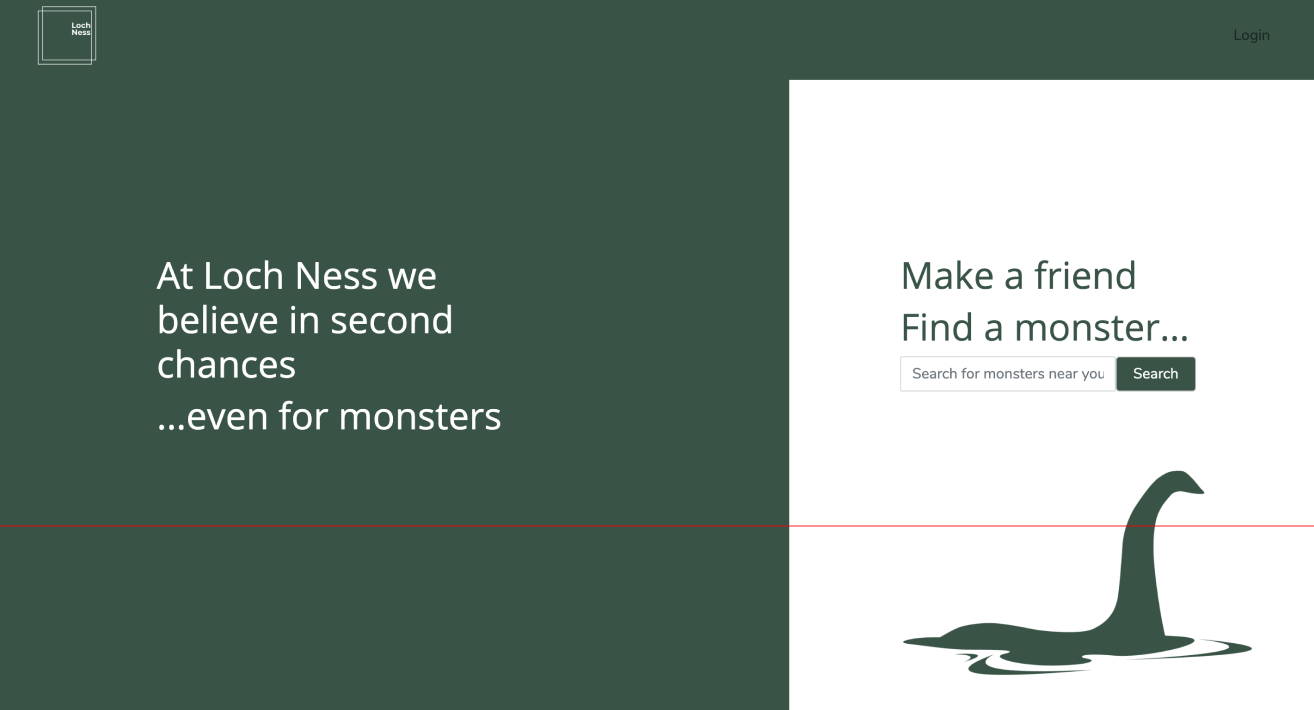 Loch
Ness
Login
At Loch Ness we
believe in second
chances
...even for monsters
Make a friend
Find a monster...
Search for monsters near you
Search